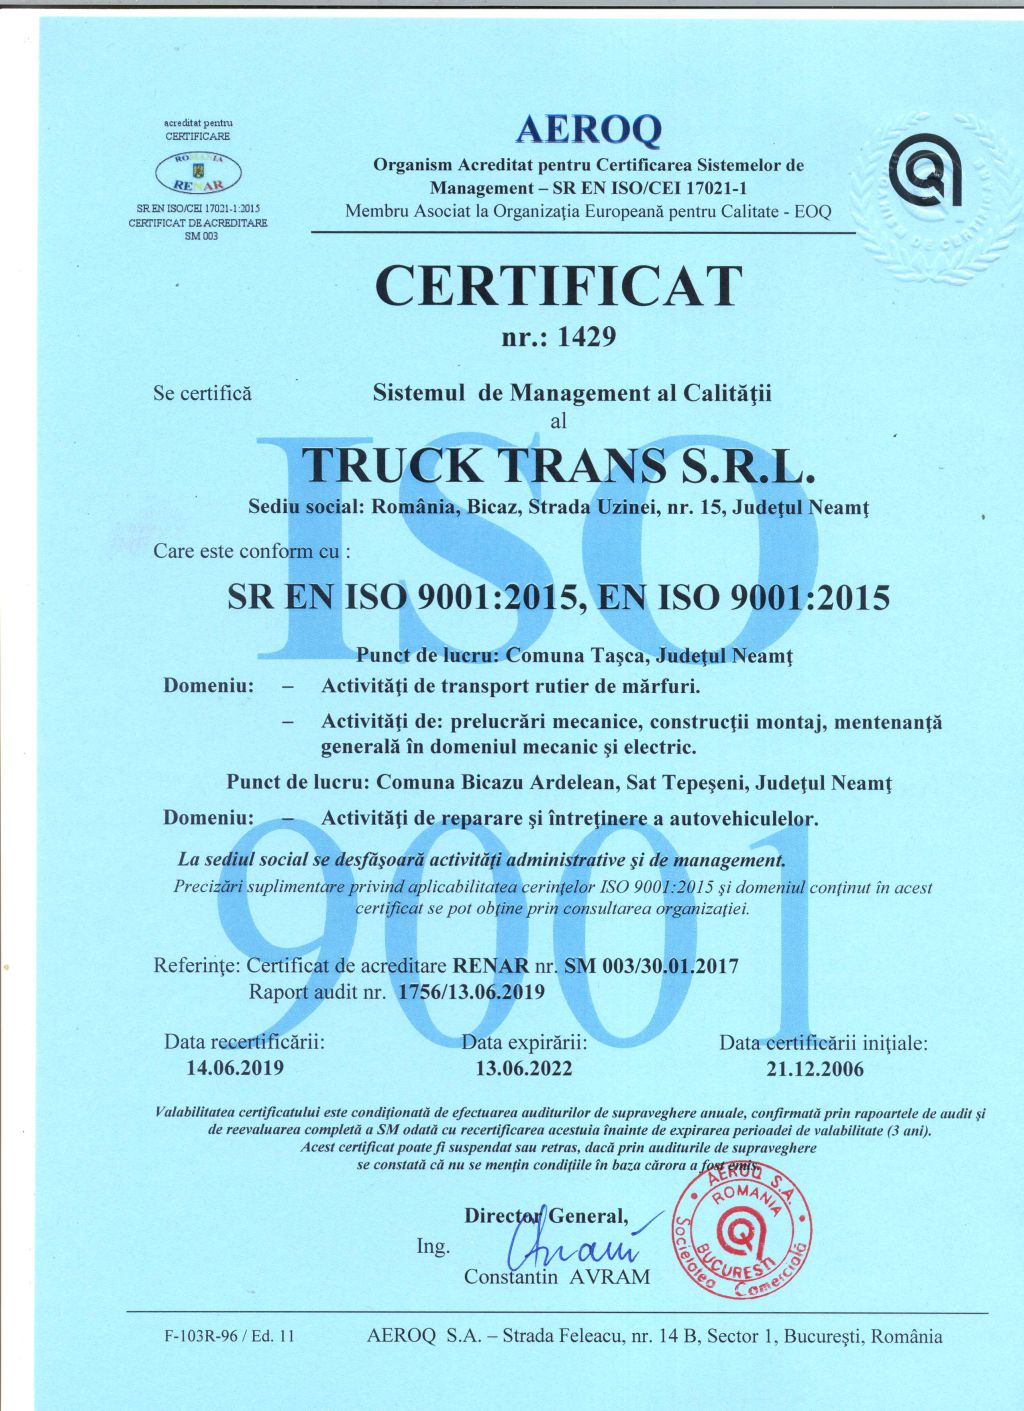 acreditat pentru
CERTIFICARE
ROMANIA
RENAR
SR EN ISO/CEI 17021-1:2015
CERTIFICAT DE ACREDITARE
SM 003
AEROQ
Organism Acreditat pentru Certificarea Sistemelor de
Management – SR EN ISO/CEI 17021-1
Membru Asociat la Organizaţia Europeană pentru Calitate - EOQ
CERTIFICAT
nr.: 1429
Se certifică Sistemul de Management al Calităţii
al
TRUCK TRANS S.R.L.
Sediu social: România, Bicaz, Strada Uzinei, nr. 15, Judeţul Neamţ
ISO
Care este conform cu :
SR EN ISO 9001:2015, EN ISO 9001:2015
Punct de lucru: Comuna Taşca, Judeţul Neamţ
Domeniu: – Activităţi de transport rutier de mărfuri.
– Activităţi de: prelucrări mecanice, construcţii montaj, mentenanţă
generală în domeniul mecanic şi electric.
Punct de lucru: Comuna Bicazu Ardelean, Sat Tepeşeni, Judeţul Neamţ
Domeniu: – Activităţi de reparare şi întreţinere a autovehiculelor.
La sediul social se desfăşoară activităţi administrative şi de management.
Precizări suplimentare privind aplicabilitatea cerinţelor ISO 9001:2015 şi domeniul conţinut în acest
certificat se pot obţine prin consultarea organizaţiei.
9001
Referinţe: Certificat de acreditare RENAR nr. SM 003/30.01.2017
Raport audit nr. 1756/13.06.2019
Data recertificării: Data expirării: Data certificării iniţiale:
14.06.2019 13.06.2022 21.12.2006
Valabilitatea certificatului este condiţionată de efectuarea auditurilor de supraveghere anuale, confirmată prin rapoartele de audit şi
de reevaluarea completă a SM odată cu recertificarea acestuia înainte de expirarea perioadei de valabilitate (3 ani).
Acest certificat poate fi suspendat sau retras, dacă prin auditurile de supraveghere
se constată că nu se menţin condiţiile în baza cărora a fost emis.
Director General,
Ing.
Constantin AVRAM
AEROQ S.A.
ROMANIA
BUCURESTI
Societatea Comercială
F-103R-96 / Ed. 11 AEROQ S.A. – Strada Feleacu, nr. 14 B, Sector 1, Bucureşti, România